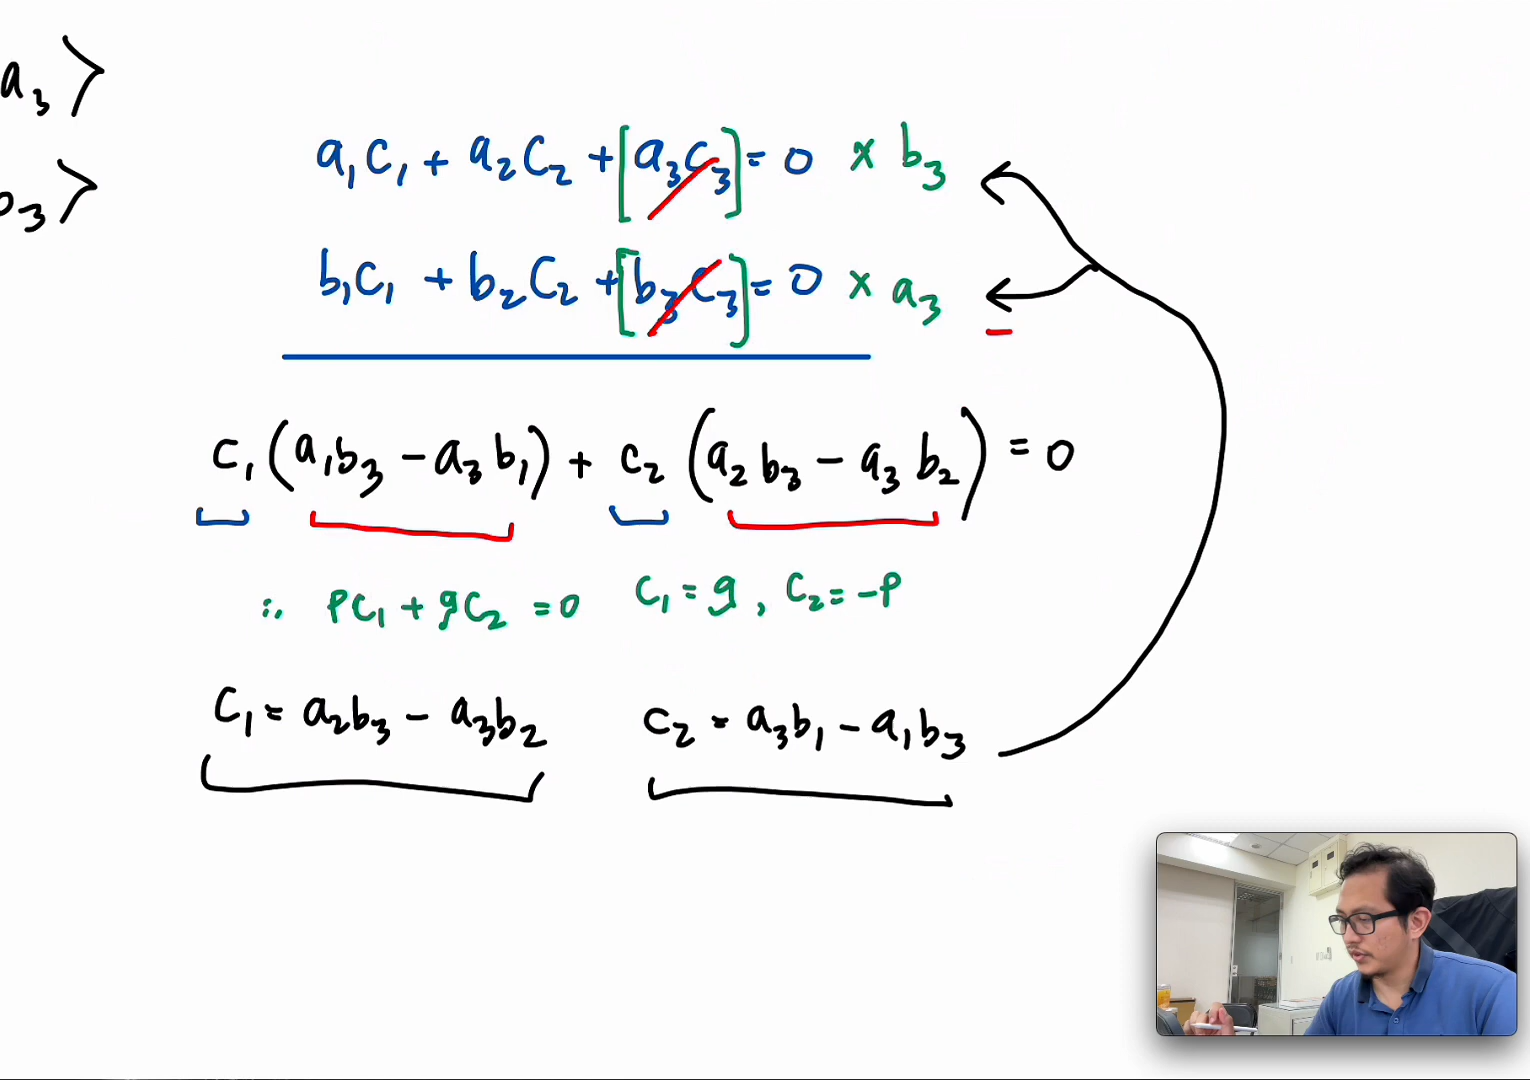 a₃ >
b₃ >
a₁c₁ + a₂c₂ + [a₃c₃] = 0 × b₃
b₁c₁ + b₂c₂ + [b₃c₃] = 0 × a₃
−
c₁(a₁b₃ − a₃b₁) + c₂(a₂b₃ − a₃b₂) = 0
∴ pc₁ + qc₂ = 0 c₁ = q, c₂ = −p
c₁ = a₂b₃ − a₃b₂ c₂ = a₃b₁ − a₁b₃